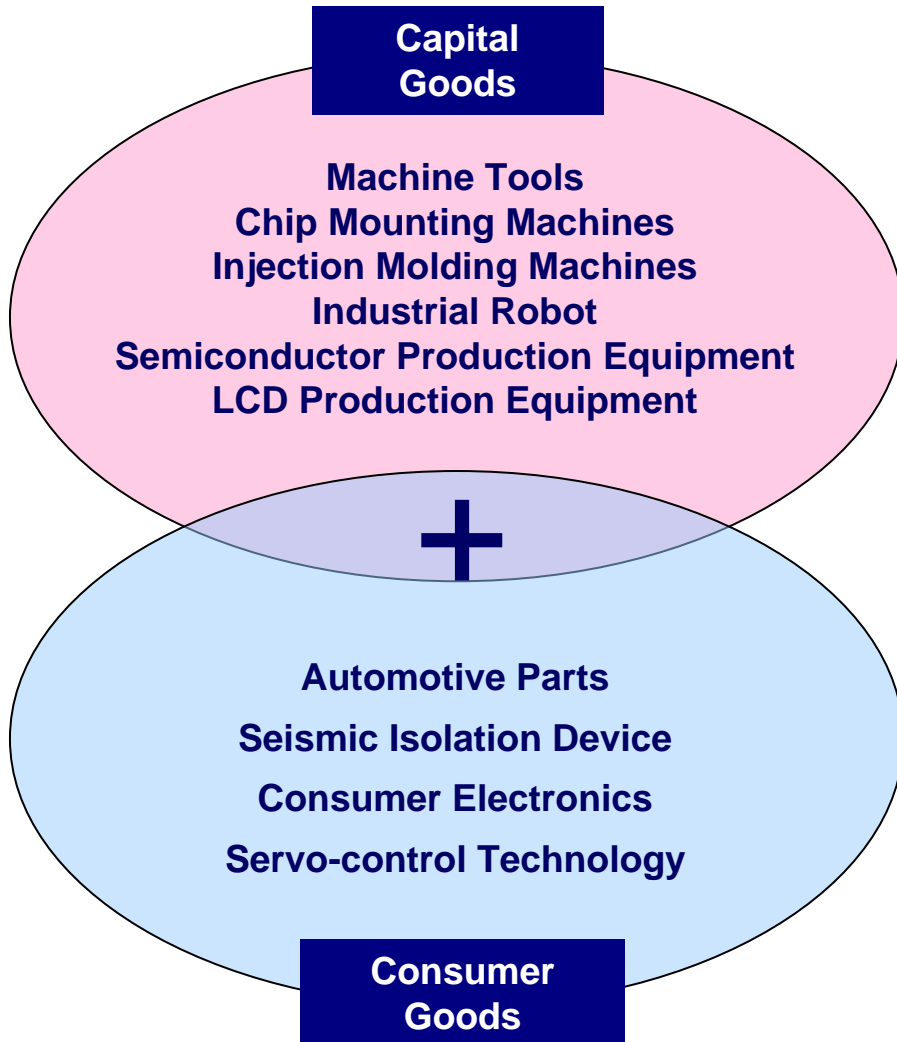 Capital
Goods
Machine Tools
Chip Mounting Machines
Injection Molding Machines
Industrial Robot
Semiconductor Production Equipment
LCD Production Equipment
+
Automotive Parts
Seismic Isolation Device
Consumer Electronics
Servo-control Technology
Consumer
Goods